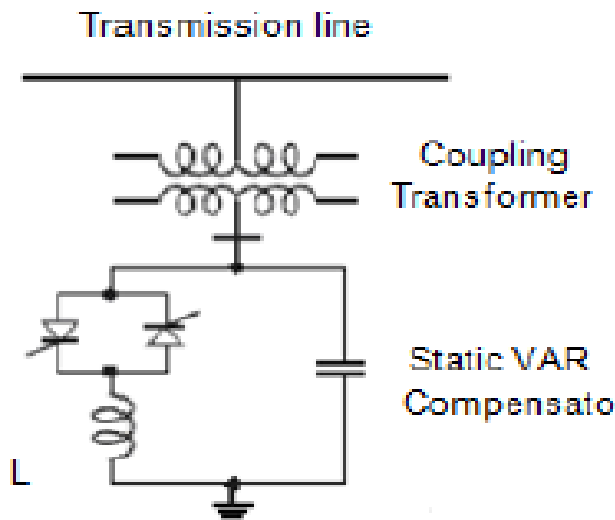 Transmission line
Coupling
Transformer
Static VAR
Compensato
L